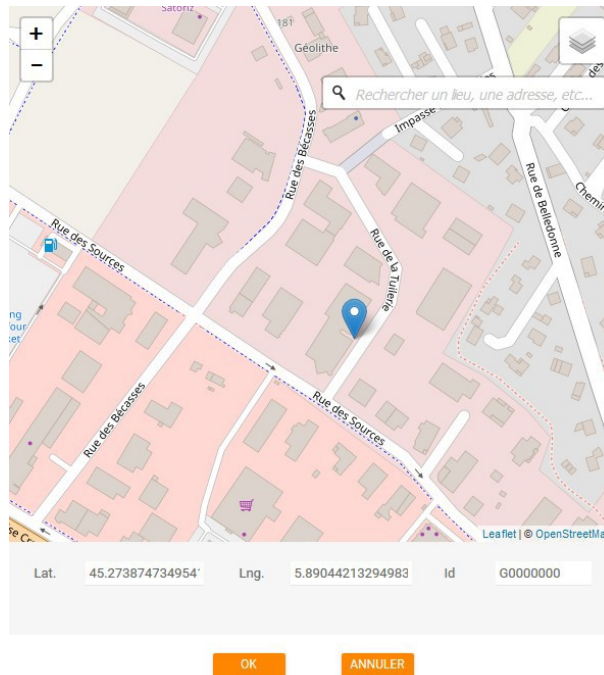 Satoriz
181
Géolithe
+
−
Rechercher un lieu, une adresse, etc...
Impasse
Rue des Bécasses
Rue de Belledonne
Chemin
Rue des Sources
Rue de la Tuilerie
Rue des Bécasses
Rue des Sources
Leaflet | © OpenStreetMa
Lat. 45.2738747349541 Lng. 5.89044213294983 Id G0000000
OK ANNULER